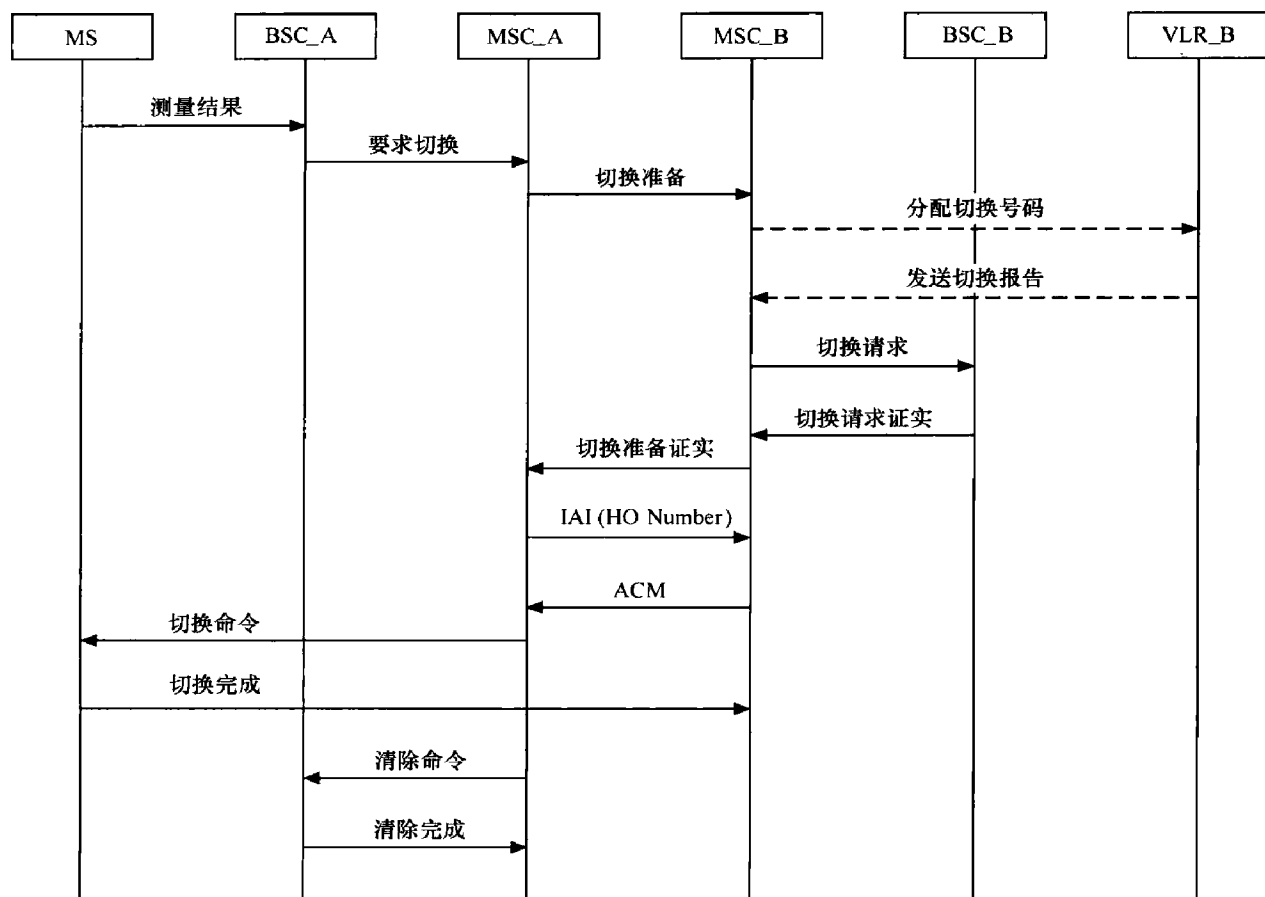 MS BSC_A MSC_A MSC_B BSC_B VLR_B
测量结果
要求切换
切换准备
分配切换号码
发送切换报告
切换请求
切换请求证实
切换准备证实
IAI (HO Number)
ACM
切换命令
切换完成
清除命令
清除完成